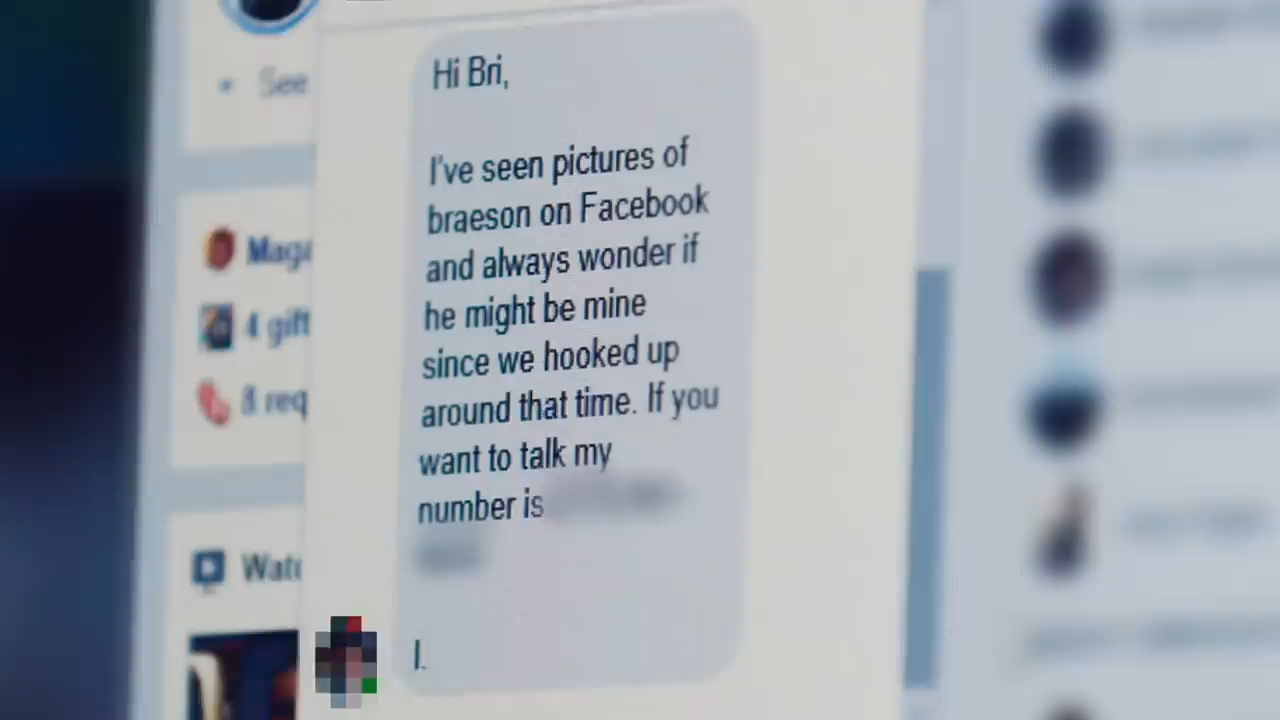 See
Maga
4 gift
8 req
Watc
Hi Bri,
I've seen pictures of
braeson on Facebook
and always wonder if
he might be mine
since we hooked up
around that time. If you
want to talk my
number is
I.